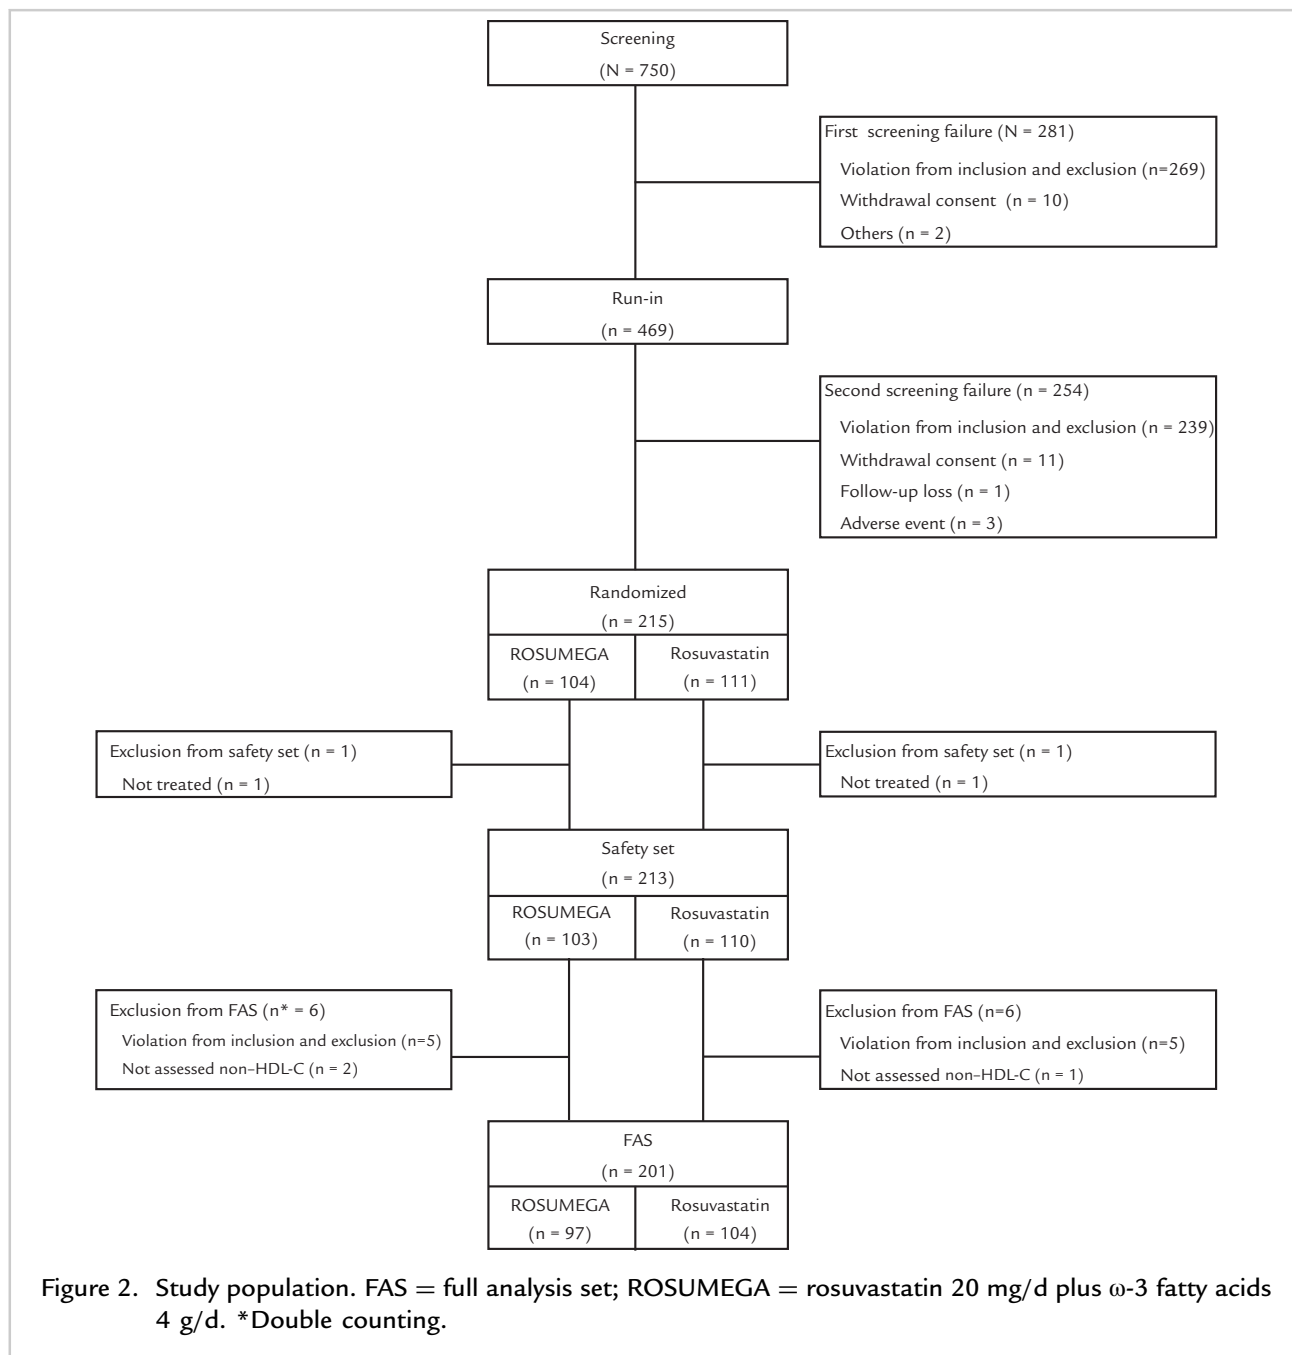 Screening
(N = 750)
First screening failure (N = 281)
Violation from inclusion and exclusion (n=269)
Withdrawal consent (n = 10)
Others (n = 2)
Run-in
(n = 469)
Second screening failure (n = 254)
Violation from inclusion and exclusion (n = 239)
Withdrawal consent (n = 11)
Follow-up loss (n = 1)
Adverse event (n = 3)
Randomized
(n = 215)
ROSUMEGA
(n = 104)
Rosuvastatin
(n = 111)
Exclusion from safety set (n = 1)
Not treated (n = 1)
Exclusion from safety set (n = 1)
Not treated (n = 1)
Safety set
(n = 213)
ROSUMEGA
(n = 103)
Rosuvastatin
(n = 110)
Exclusion from FAS (n* = 6)
Violation from inclusion and exclusion (n=5)
Not assessed non–HDL-C (n = 2)
Exclusion from FAS (n=6)
Violation from inclusion and exclusion (n=5)
Not assessed non–HDL-C (n = 1)
FAS
(n = 201)
ROSUMEGA
(n = 97)
Rosuvastatin
(n = 104)
Figure 2. Study population. FAS = full analysis set; ROSUMEGA = rosuvastatin 20 mg/d plus ω-3 fatty acids
4 g/d. *Double counting.